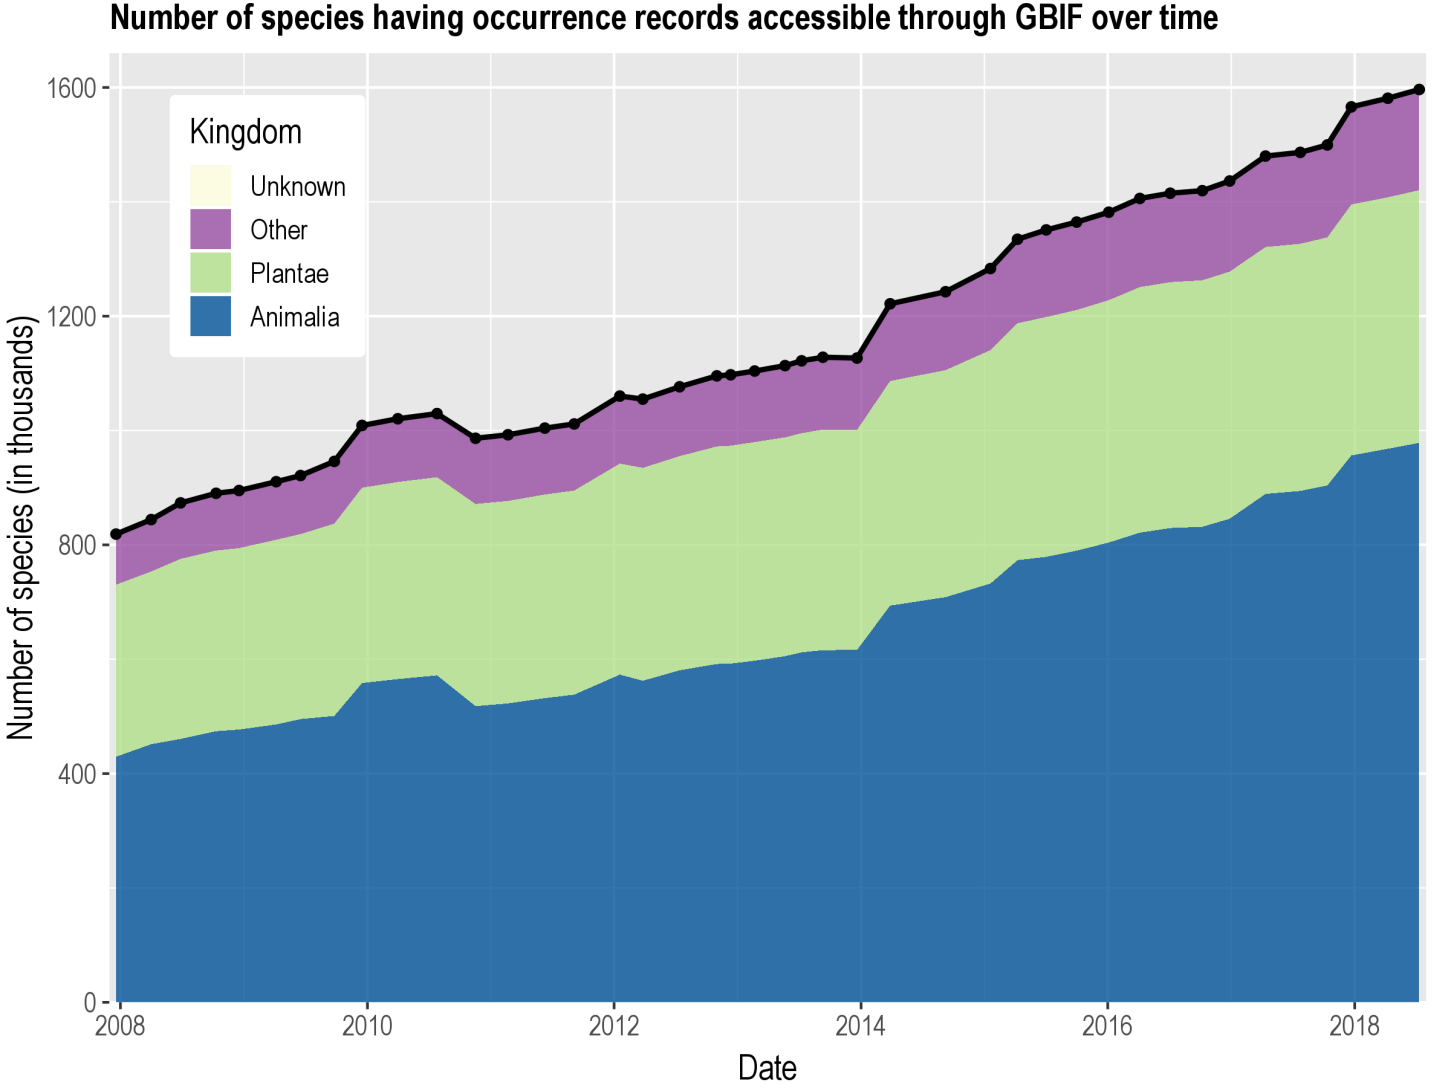 Number of species having occurrence records accessible through GBIF over time
1600
1200
800
400
0
Number of species (in thousands)
Kingdom
Unknown
Other
Plantae
Animalia
2008 2010 2012 2014 2016 2018
Date